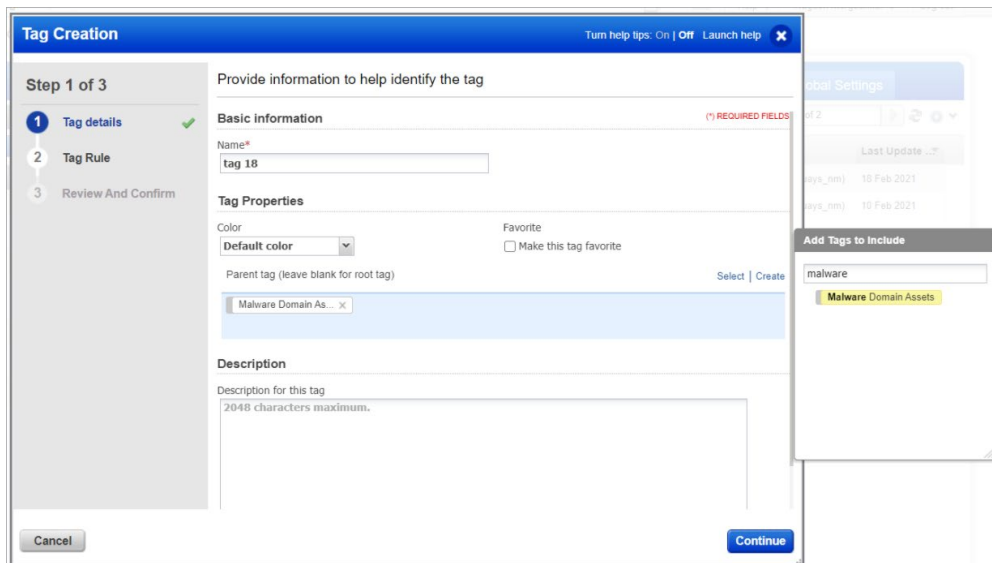 Tag Creation
Turn help tips: On | Off Launch help
Step 1 of 3
1 Tag details
2 Tag Rule
3 Review And Confirm
Provide information to help identify the tag
Basic information
(*) REQUIRED FIELDS
Name*
tag 18
Tag Properties
Color
Favorite
Default color
Make this tag favorite
Parent tag (leave blank for root tag)
Select | Create
Malware Domain As...
Description
Description for this tag
2048 characters maximum.
Cancel
Continue
obal Settings
of 2
Last Update ...
uays_nm) 18 Feb 2021
uays_nm) 10 Feb 2021
Add Tags to Include
malware
Malware Domain Assets